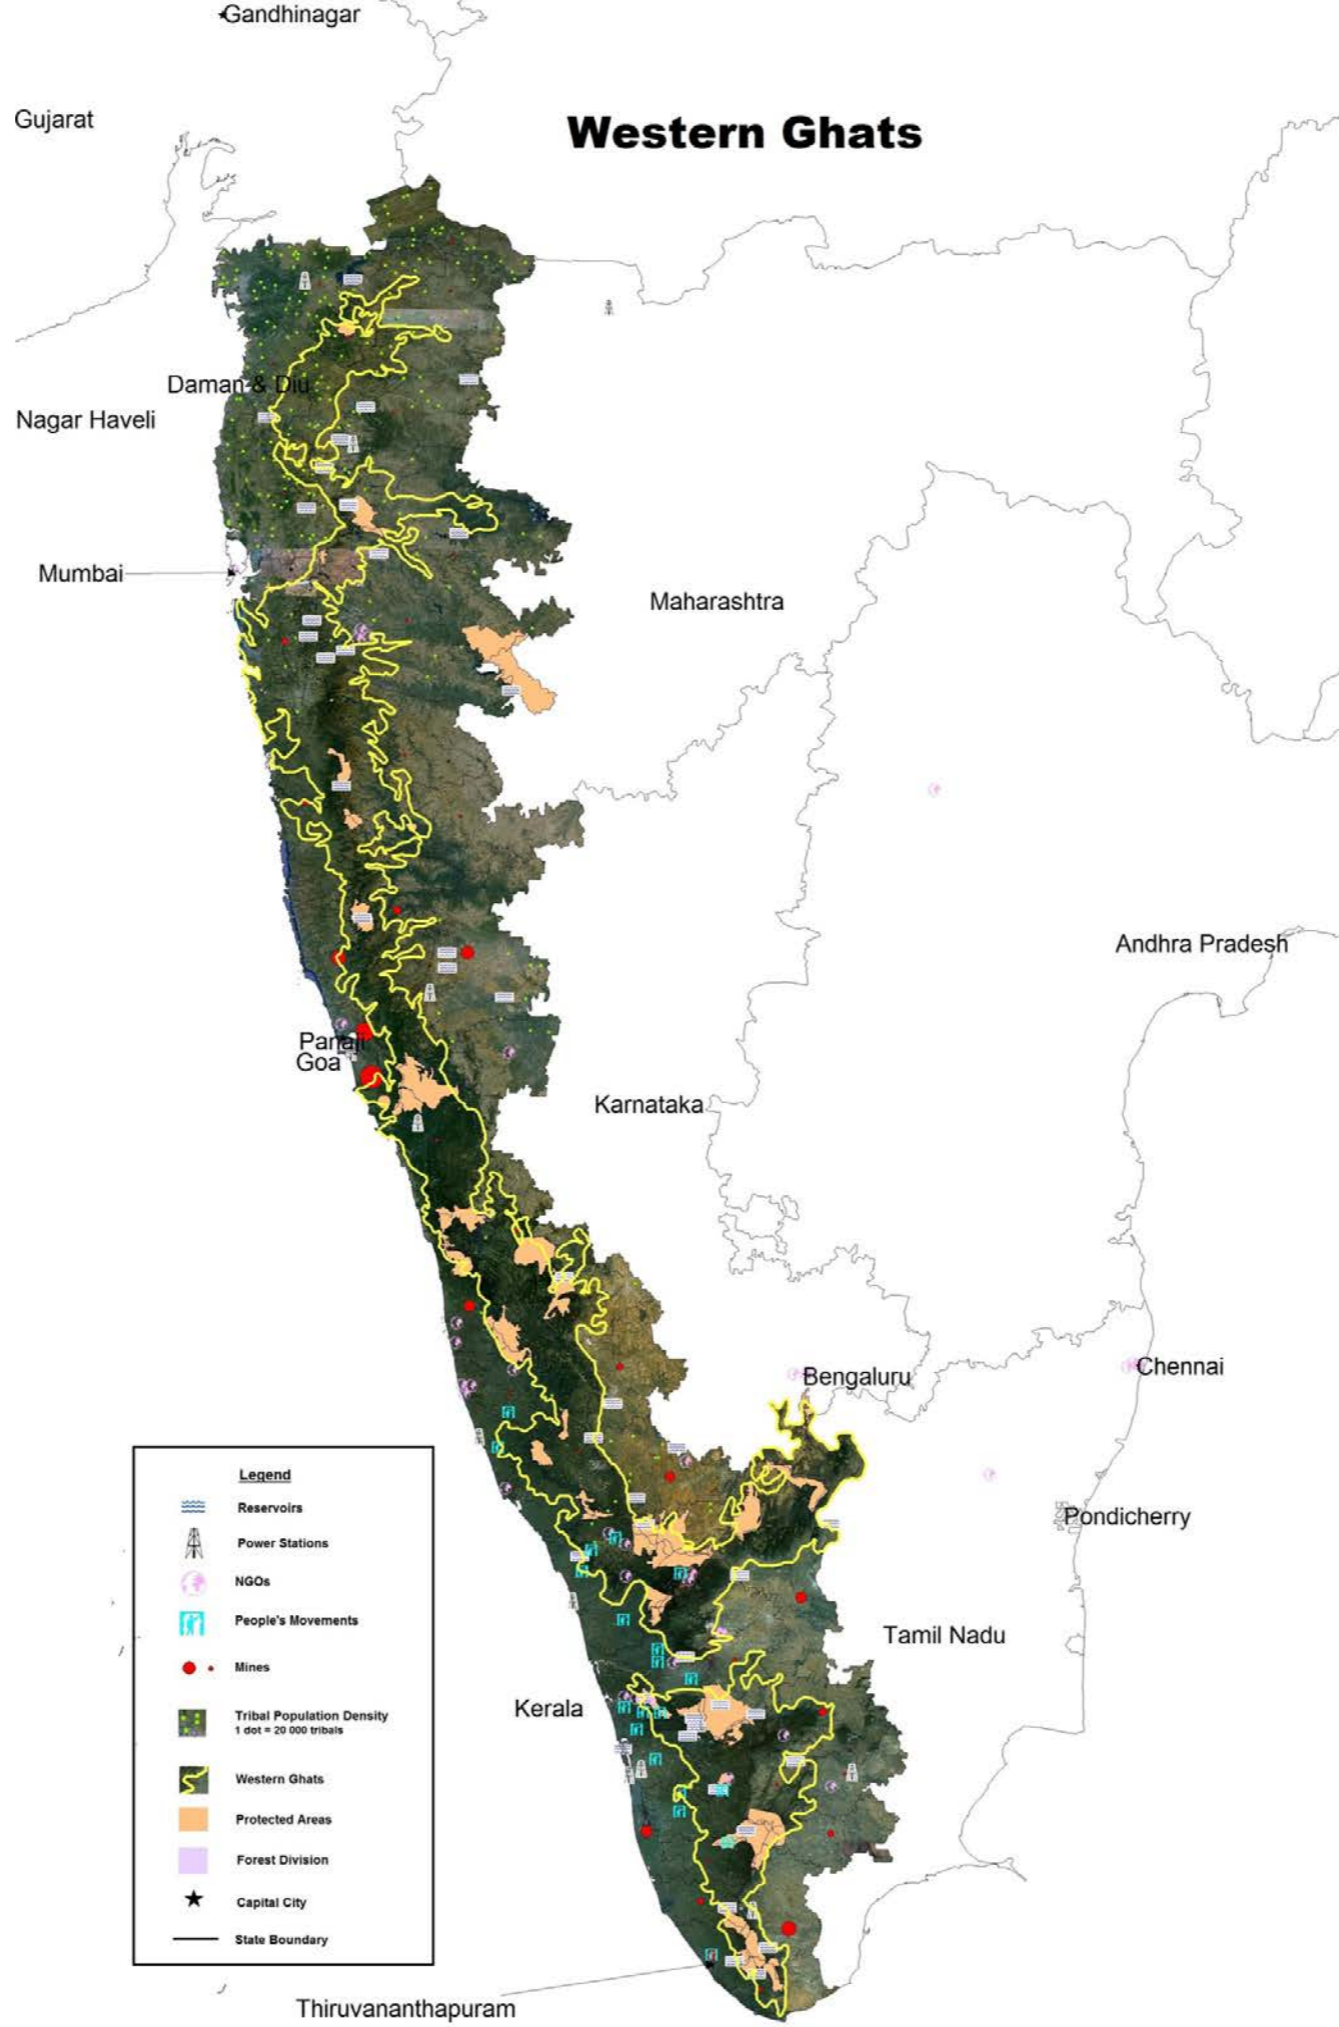 Gandhinagar
Gujarat
Western Ghats
Daman & Diu
Nagar Haveli
Mumbai
Maharashtra
Andhra Pradesh
Panaji
Goa
Karnataka
Bengaluru
Chennai
Pondicherry
Tamil Nadu
Kerala
Legend
Reservoirs
Power Stations
NGOs
People's Movements
Mines
Tribal Population Density
1 dot = 20 000 tribals
Western Ghats
Protected Areas
Forest Division
Capital City
State Boundary
Thiruvananthapuram